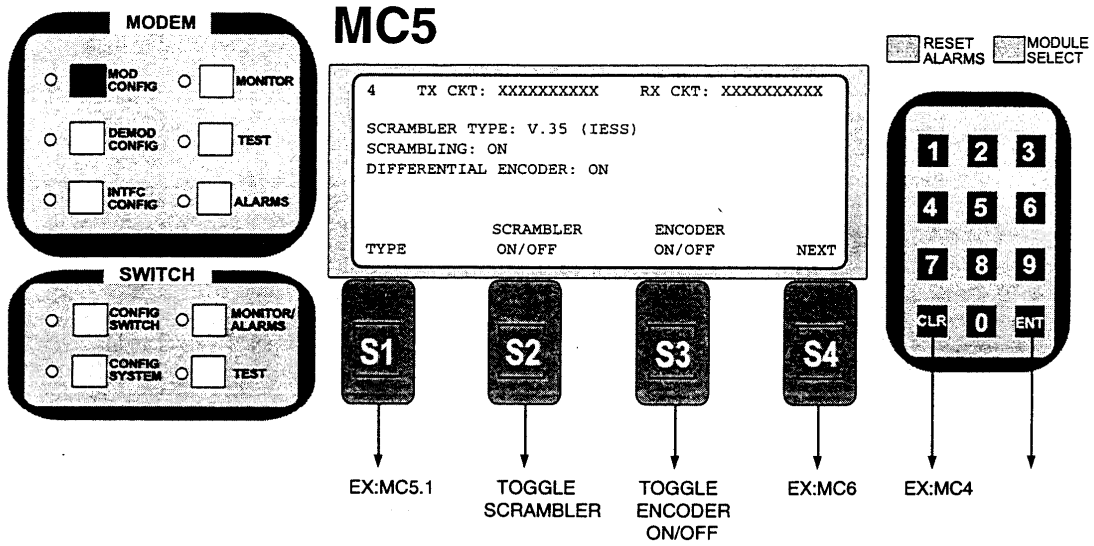 MC5
MODEM
MOD CONFIG
MONITOR
DEMOD CONFIG
TEST
INTFC CONFIG
ALARMS
SWITCH
CONFIG SWITCH
MONITOR/ ALARMS
CONFIG SYSTEM
TEST
4 TX CKT: XXXXXXXXXX RX CKT: XXXXXXXXXX
SCRAMBLER TYPE: V.35 (IESS)
SCRAMBLING: ON
DIFFERENTIAL ENCODER: ON
SCRAMBLER ENCODER
TYPE ON/OFF ON/OFF NEXT
S1 S2 S3 S4
EX:MC5.1
TOGGLE
SCRAMBLER
TOGGLE
ENCODER
ON/OFF
EX:MC6
RESET
ALARMS
MODULE
SELECT
1 2 3
4 5 6
7 8 9
CLR 0 ENT
EX:MC4